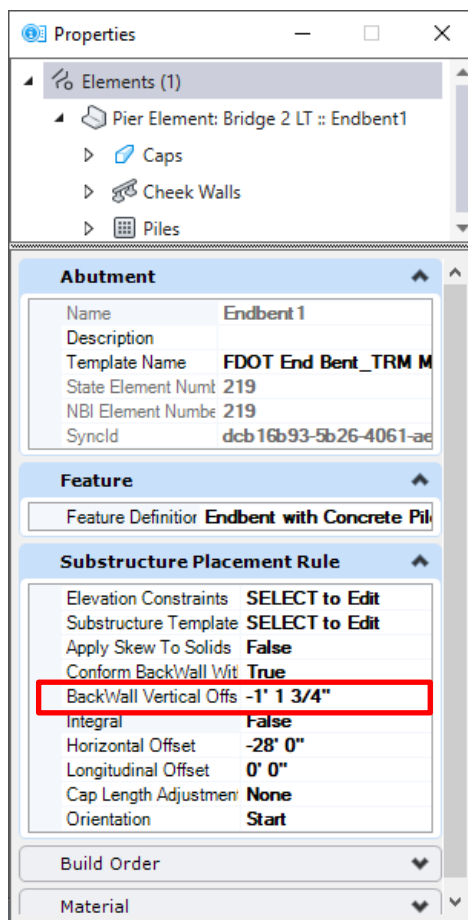 Properties
Elements (1)
Pier Element: Bridge 2 LT :: Endbent1
Caps
Cheek Walls
Piles
Abutment
Name Endbent1
Description
Template Name FDOT End Bent_TRM M
State Element Numb 219
NBI Element Numbe 219
SyncId dcb16b93-5b26-4061-ae
Feature
Feature Definition Endbent with Concrete Pil
Substructure Placement Rule
Elevation Constraints SELECT to Edit
Substructure Template SELECT to Edit
Apply Skew To Solids False
Conform BackWall Wit True
BackWall Vertical Offs -1' 1 3/4"
Integral False
Horizontal Offset -28' 0"
Longitudinal Offset 0' 0"
Cap Length Adjustment None
Orientation Start
Build Order
Material